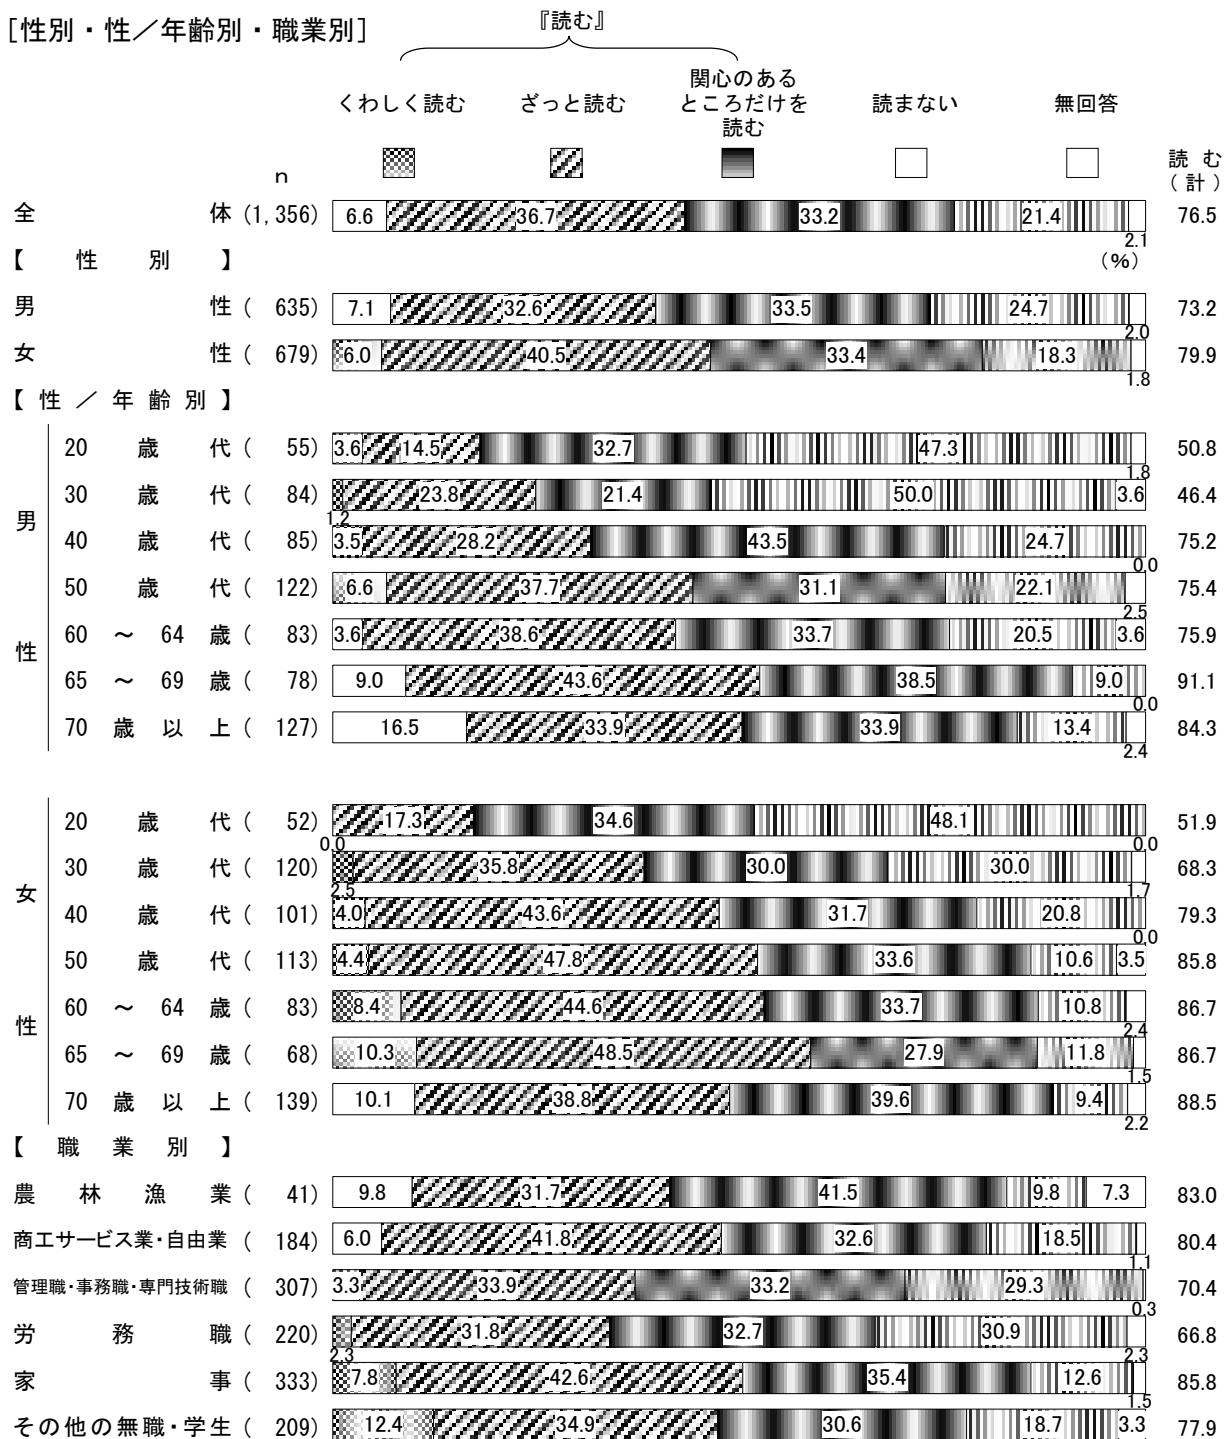 ［性別・性／年齢別・職業別］
『読む』
くわしく読む ざっと読む 関心のある
ところだけを
読む 読まない 無回答
n 読む
（計）
全体 (1,356) 6.6 36.7 33.2 21.4 2.1 76.5
【性別】 (%)
男性 ( 635) 7.1 32.6 33.5 24.7 2.0 73.2
女性 ( 679) 6.0 40.5 33.4 18.3 1.8 79.9
【性／年齢別】
男性
20歳代 ( 55) 3.6 14.5 32.7 47.3 1.8 50.8
30歳代 ( 84) 1.2 23.8 21.4 50.0 3.6 46.4
40歳代 ( 85) 3.5 28.2 43.5 24.7 0.0 75.2
50歳代 ( 122) 6.6 37.7 31.1 22.1 2.5 75.4
60～64歳 ( 83) 3.6 38.6 33.7 20.5 3.6 75.9
65～69歳 ( 78) 9.0 43.6 38.5 9.0 0.0 91.1
70歳以上 ( 127) 16.5 33.9 33.9 13.4 2.4 84.3
女性
20歳代 ( 52) 0.0 17.3 34.6 48.1 0.0 51.9
30歳代 ( 120) 2.5 35.8 30.0 30.0 1.7 68.3
40歳代 ( 101) 4.0 43.6 31.7 20.8 0.0 79.3
50歳代 ( 113) 4.4 47.8 33.6 10.6 3.5 85.8
60～64歳 ( 83) 8.4 44.6 33.7 10.8 2.4 86.7
65～69歳 ( 68) 10.3 48.5 27.9 11.8 1.5 86.7
70歳以上 ( 139) 10.1 38.8 39.6 9.4 2.2 88.5
【職業別】
農林漁業 ( 41) 9.8 31.7 41.5 9.8 7.3 83.0
商工サービス業・自由業 ( 184) 6.0 41.8 32.6 18.5 1.1 80.4
管理職・事務職・専門技術職 ( 307) 3.3 33.9 33.2 29.3 0.3 70.4
労務職 ( 220) 2.3 31.8 32.7 30.9 2.3 66.8
家事 ( 333) 7.8 42.6 35.4 12.6 1.5 85.8
その他の無職・学生 ( 209) 12.4 34.9 30.6 18.7 3.3 77.9